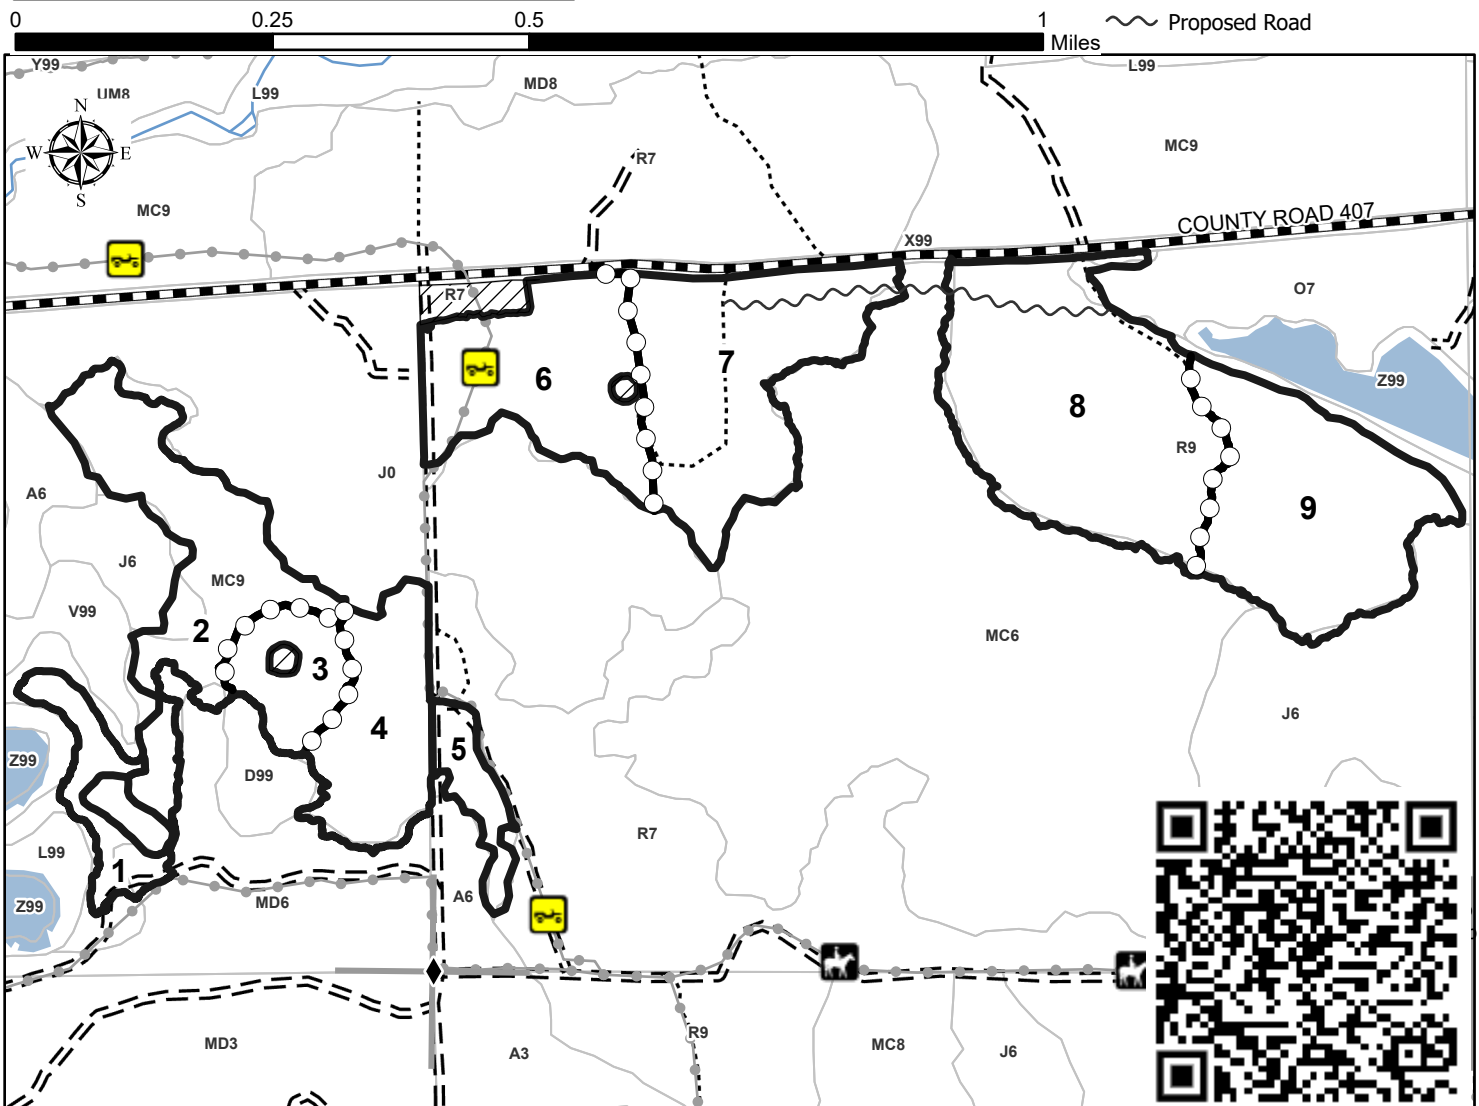 0 0.25 0.5 1
Miles
Proposed Road
Y99
UM8
L99
MD8
L99
N
W E
S
R7
MC9
MC9
COUNTY ROAD 407
X99
R7
O7
6
7
8
Z99
R9
J0
A6
9
J6
MC9
V99
2
MC6
3
4
5
J6
Z99
D99
R7
L99
1
A6
MD6
Z99
R9
MD3
A3
MC8
J6